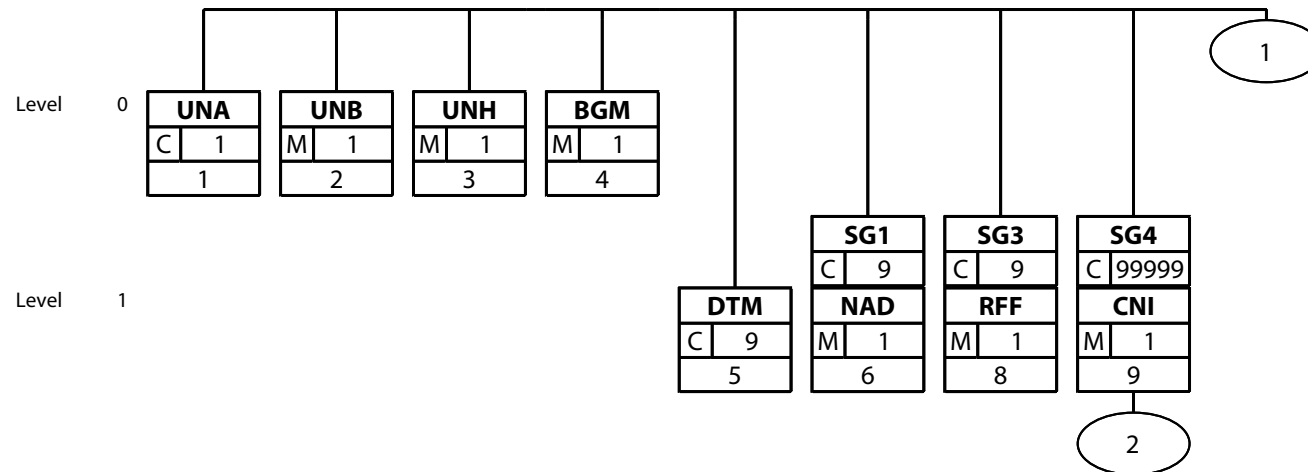 1
Level 0
UNA UNB UNH BGM
C 1 M 1 M 1 M 1
1 2 3 4
SG1 SG3 SG4
C 9 C 9 C 99999
Level 1
DTM NAD RFF CNI
C 9 M 1 M 1 M 1
5 6 8 9
2